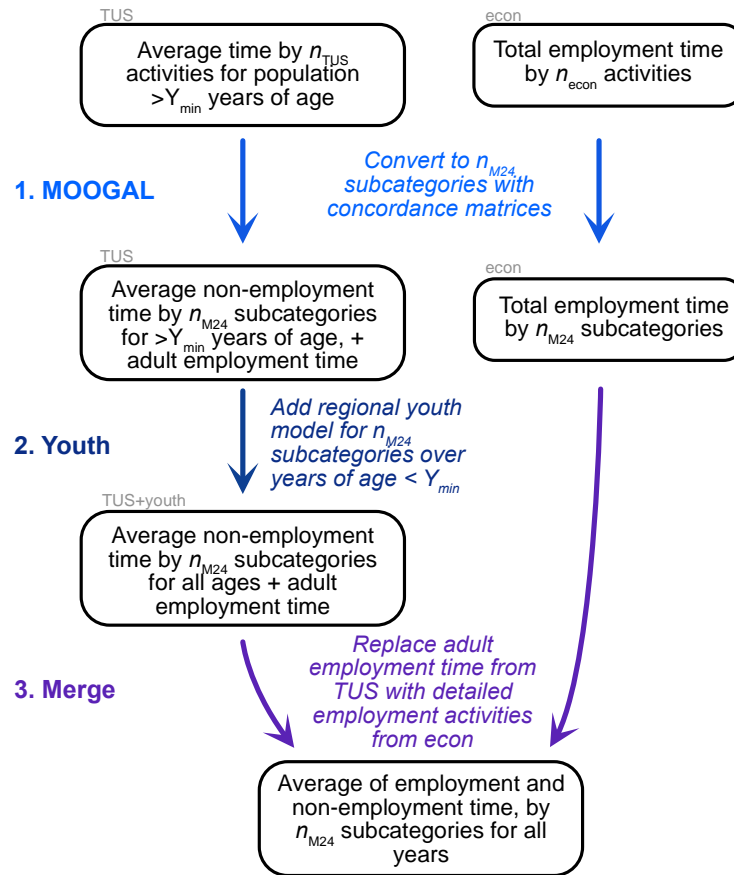 TUS
Average time by nTUS
activities for population
>Ymin years of age
econ
Total employment time
by necon activities
1. MOOGAL
Convert to nM24
subcategories with
concordance matrices
TUS
Average non-employment
time by nM24 subcategories
for >Ymin years of age, +
adult employment time
econ
Total employment time
by nM24 subcategories
2. Youth
Add regional youth
model for nM24
subcategories over
years of age < Ymin
TUS+youth
Average non-employment
time by nM24 subcategories
for all ages + adult
employment time
3. Merge
Replace adult
employment time from
TUS with detailed
employment activities
from econ
Average of employment and
non-employment time, by
nM24 subcategories for all
years